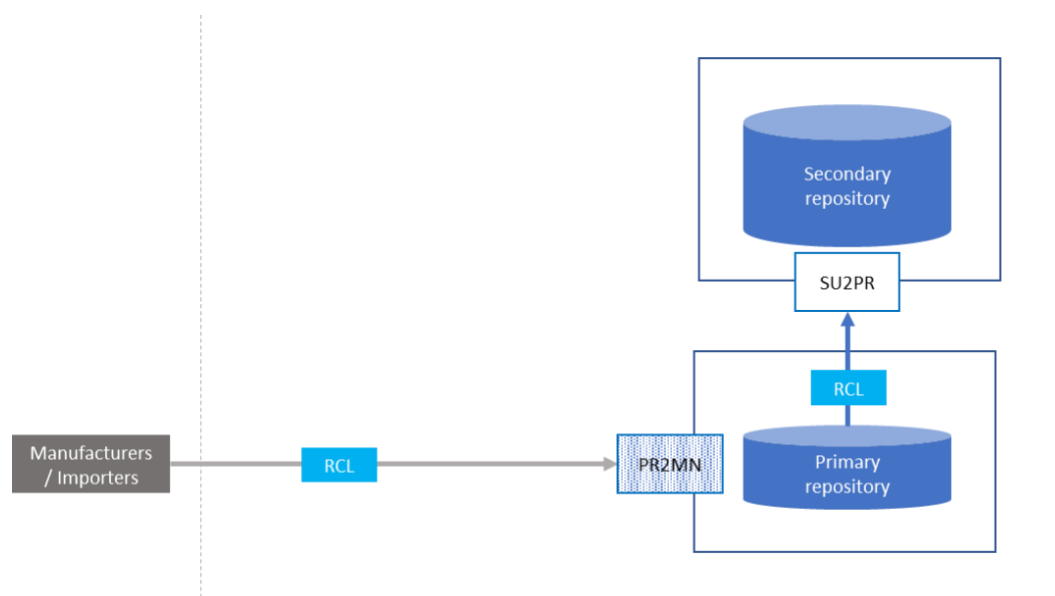 Secondary
repository
SU2PR
RCL
Manufacturers
/ Importers
RCL
PR2MN
Primary
repository